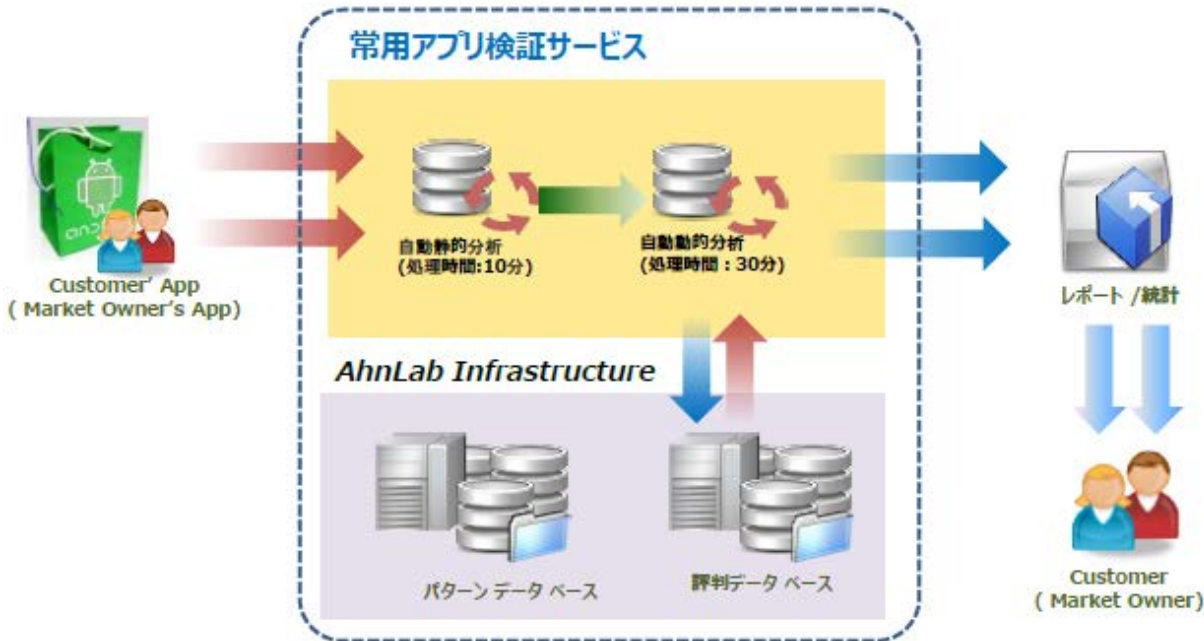 常用アプリ検証サービス
自動静的分析
(処理時間:10分)
自動動的分析
(処理時間：30分)
Customer' App
( Market Owner's App)
レポート /統計
AhnLab Infrastructure
パターン データ ベース
評判データ ベース
Customer
( Market Owner)